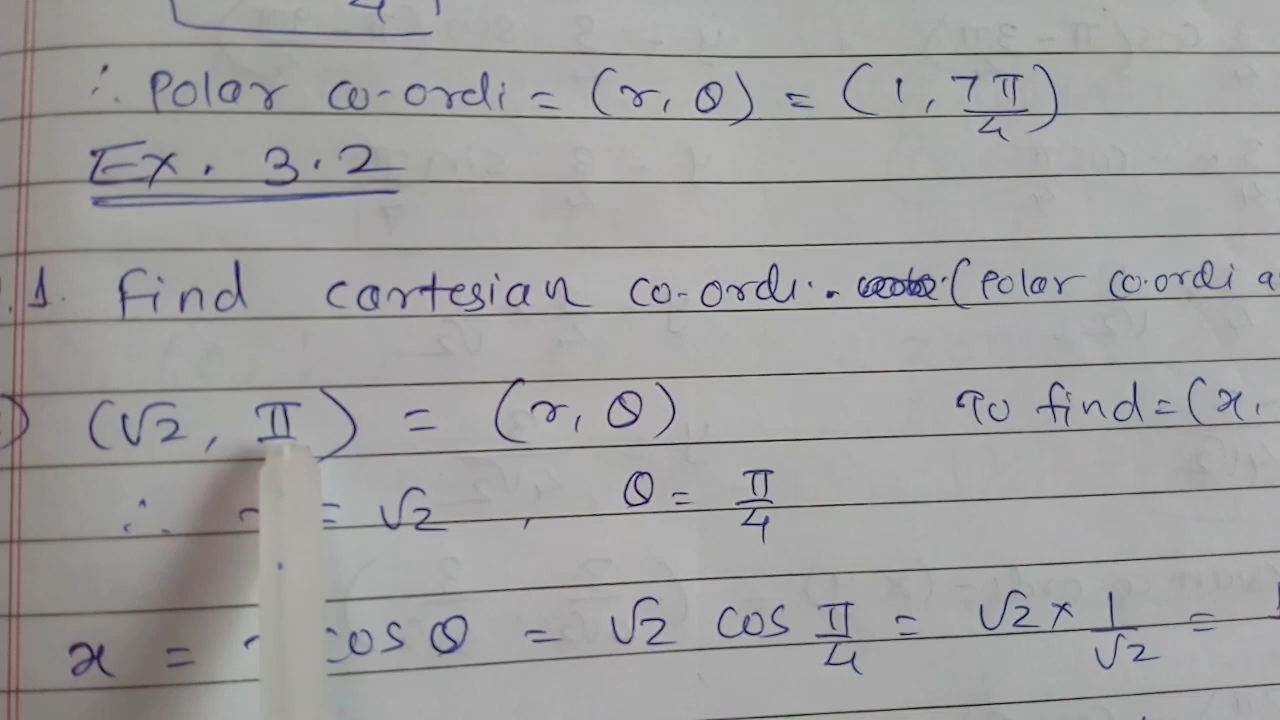 ∴ Polar co-ordi = (r, θ) = (1, 7π/4)
Ex. 3.2
.1. Find cartesian co-ordi. (Polar co.ordi a
) (√2, π ) = (r, θ) To find = (x,
∴ = √2 , θ = π/4
x = cos θ = √2 cos π/4 = √2 × 1/√2 =